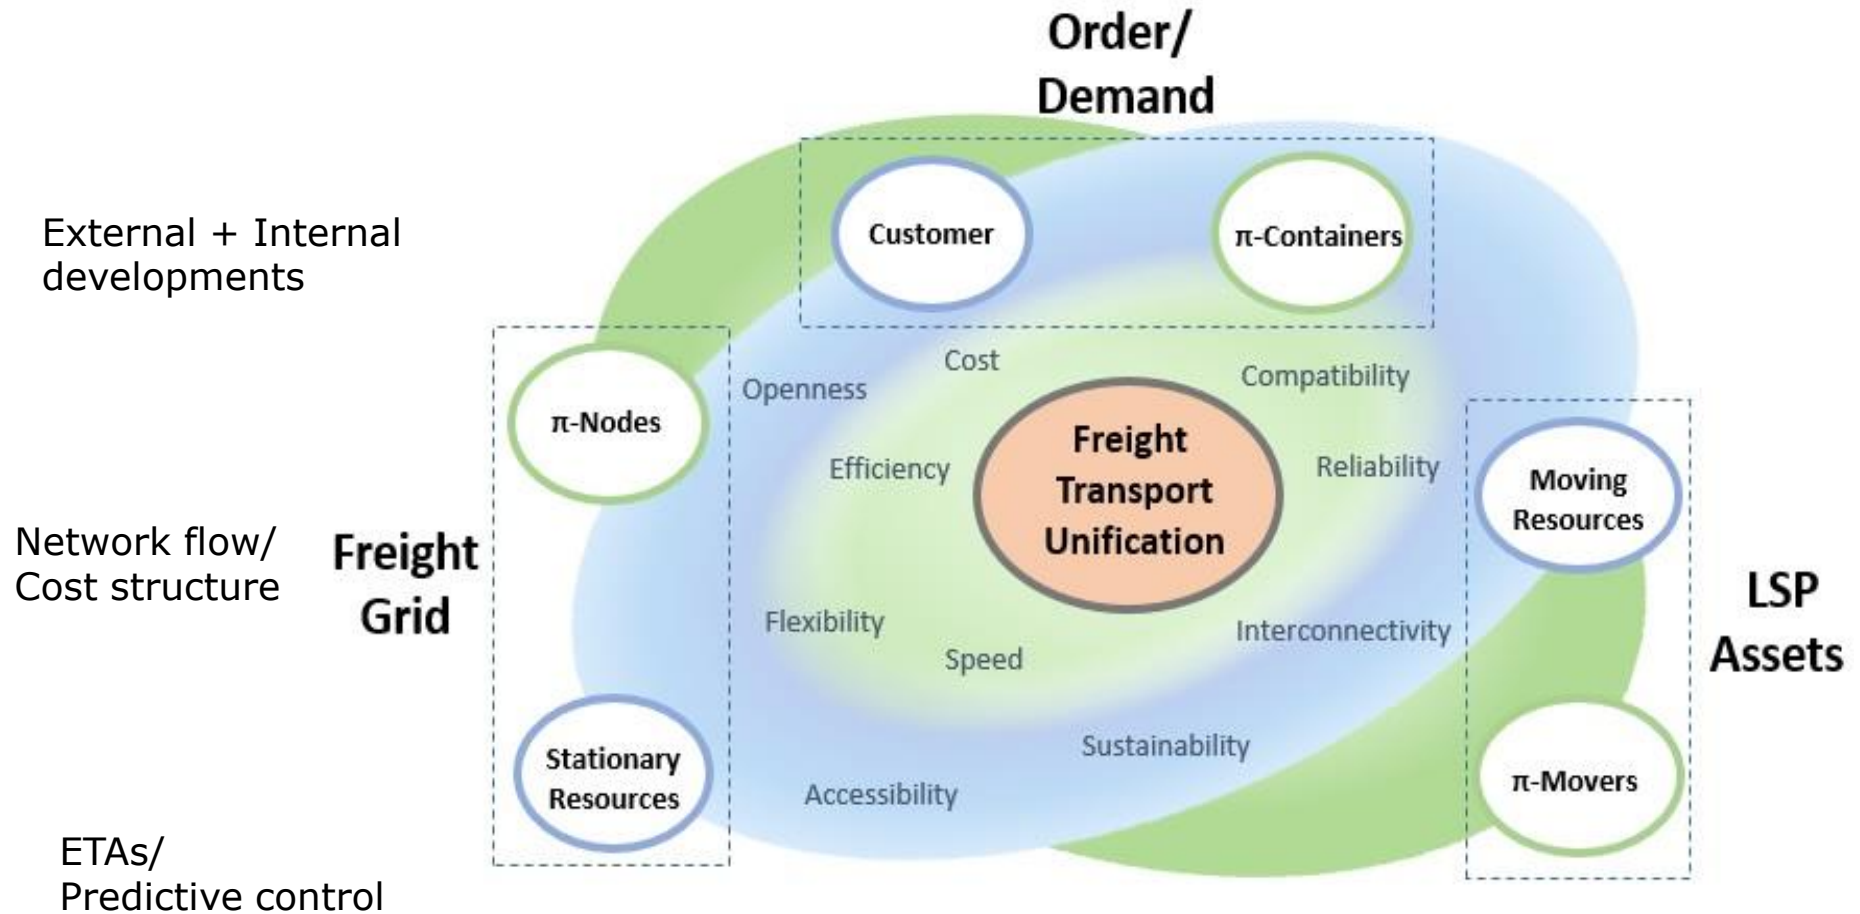 Order/
Demand
External + Internal
developments
Customer
π-Containers
Cost
Openness
Compatibility
π-Nodes
Efficiency
Reliability
Freight
Transport
Unification
Moving
Resources
Network flow/
Cost structure
Freight
Grid
LSP
Assets
Flexibility
Speed
Interconnectivity
Sustainability
Accessibility
Stationary
Resources
π-Movers
ETAs/
Predictive control